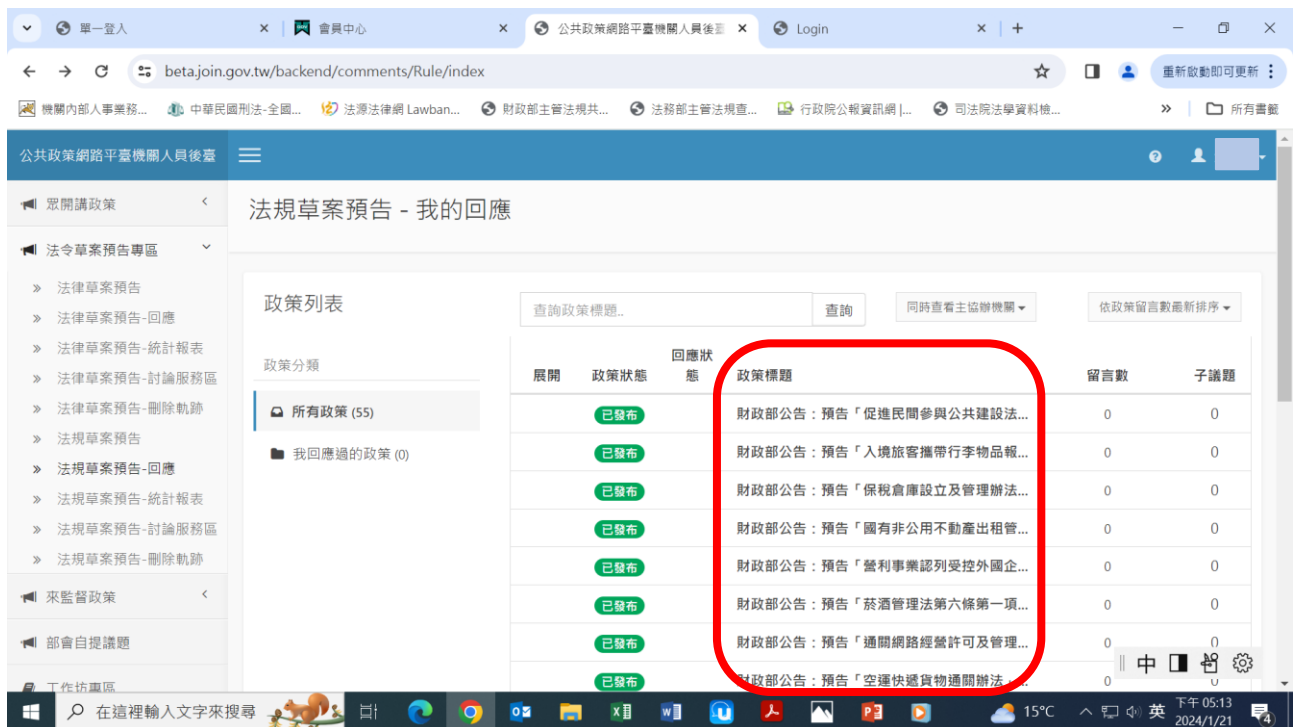 單一登入
會員中心
公共政策網路平臺機關人員後臺
Login
beta.join.gov.tw/backend/comments/Rule/index
重新啟動即可更新
機關內部人事業務...
中華民國刑法-全國...
法源法律網 Lawban...
財政部主管法規共...
法務部主管法規查...
行政院公報資訊網 |...
司法院法學資料檢...
»
所有書籤
公共政策網路平臺機關人員後臺
眾開講政策
法規草案預告 - 我的回應
法令草案預告專區
» 法律草案預告
» 法律草案預告-回應
» 法律草案預告-統計報表
» 法律草案預告-討論服務區
» 法律草案預告-刪除軌跡
» 法規草案預告
» 法規草案預告-回應
» 法規草案預告-統計報表
» 法規草案預告-討論服務區
» 法規草案預告-刪除軌跡
來監督政策
部會自提議題
工作坊專區
政策列表
查詢政策標題..
查詢
同時查看主協辦機關
依政策留言數最新排序
政策分類
所有政策 (55)
我回應過的政策 (0)
展開 政策狀態 回應狀態 政策標題 留言數 子議題
已發布 財政部公告：預告「促進民間參與公共建設法... 0 0
已發布 財政部公告：預告「入境旅客攜帶行李物品報... 0 0
已發布 財政部公告：預告「保稅倉庫設立及管理辦法... 0 0
已發布 財政部公告：預告「國有非公用不動產出租管... 0 0
已發布 財政部公告：預告「營利事業認列受控外國企... 0 0
已發布 財政部公告：預告「菸酒管理法第六條第一項... 0 0
已發布 財政部公告：預告「通關網路經營許可及管理... 0 0
已發布 財政部公告：預告「空運快遞貨物通關辦法... 0 0
中
在這裡輸入文字來搜尋
15°C
英
下午 05:13
2024/1/21
4